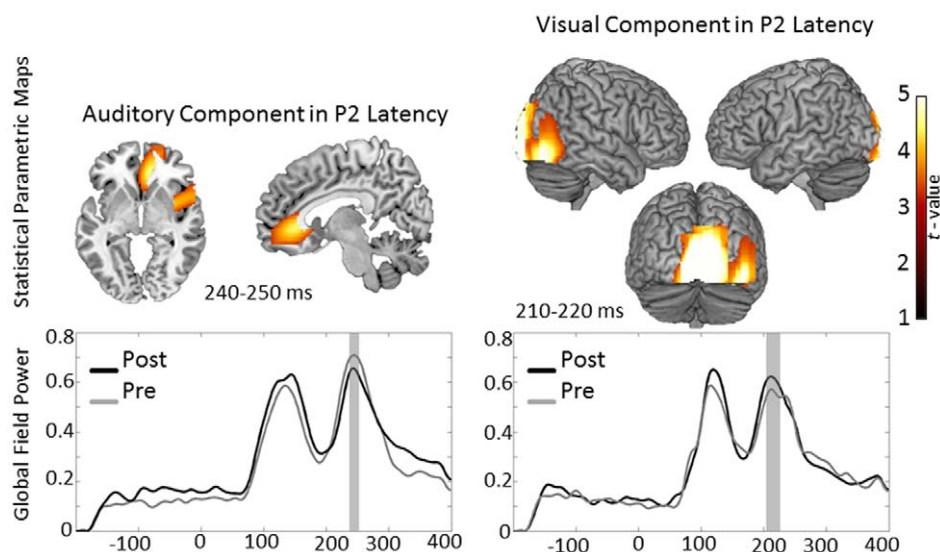 Visual Component in P2 Latency
Auditory Component in P2 Latency
Statistical Parametric Maps
5
4
3
2
1
t - value
240-250 ms
210-220 ms
Global Field Power
0.8
0.6
0.4
0.2
0
Post
Pre
-100 0 100 200 300 400
0.8
0.6
0.4
0.2
0
Post
Pre
-100 0 100 200 300 400